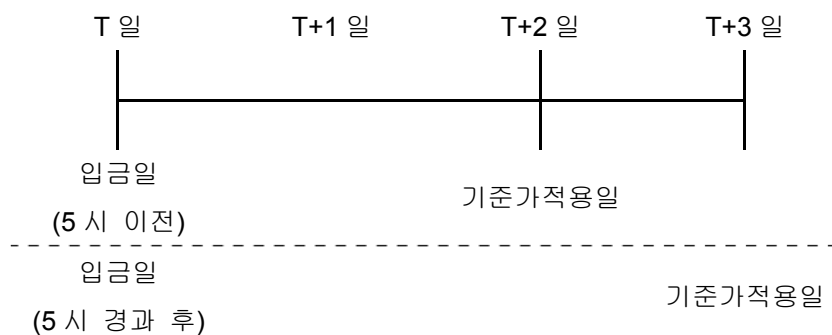 T 일 T+1 일 T+2 일 T+3 일
입금일
(5 시 이전)
기준가적용일
입금일
(5 시 경과 후)
기준가적용일